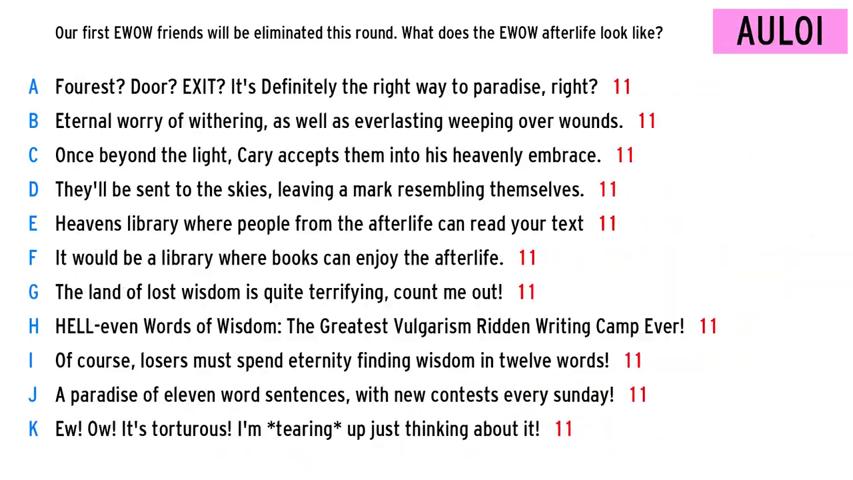 Our first EWOW friends will be eliminated this round. What does the EWOW afterlife look like?
AULOI
A Fourest? Door? EXIT? It's Definitely the right way to paradise, right? 11
B Eternal worry of withering, as well as everlasting weeping over wounds. 11
C Once beyond the light, Cary accepts them into his heavenly embrace. 11
D They'll be sent to the skies, leaving a mark resembling themselves. 11
E Heavens library where people from the afterlife can read your text 11
F It would be a library where books can enjoy the afterlife. 11
G The land of lost wisdom is quite terrifying, count me out! 11
H HELL-even Words of Wisdom: The Greatest Vulgarism Ridden Writing Camp Ever! 11
I Of course, losers must spend eternity finding wisdom in twelve words! 11
J A paradise of eleven word sentences, with new contests every sunday! 11
K Ew! Ow! It's torturous! I'm *tearing* up just thinking about it! 11